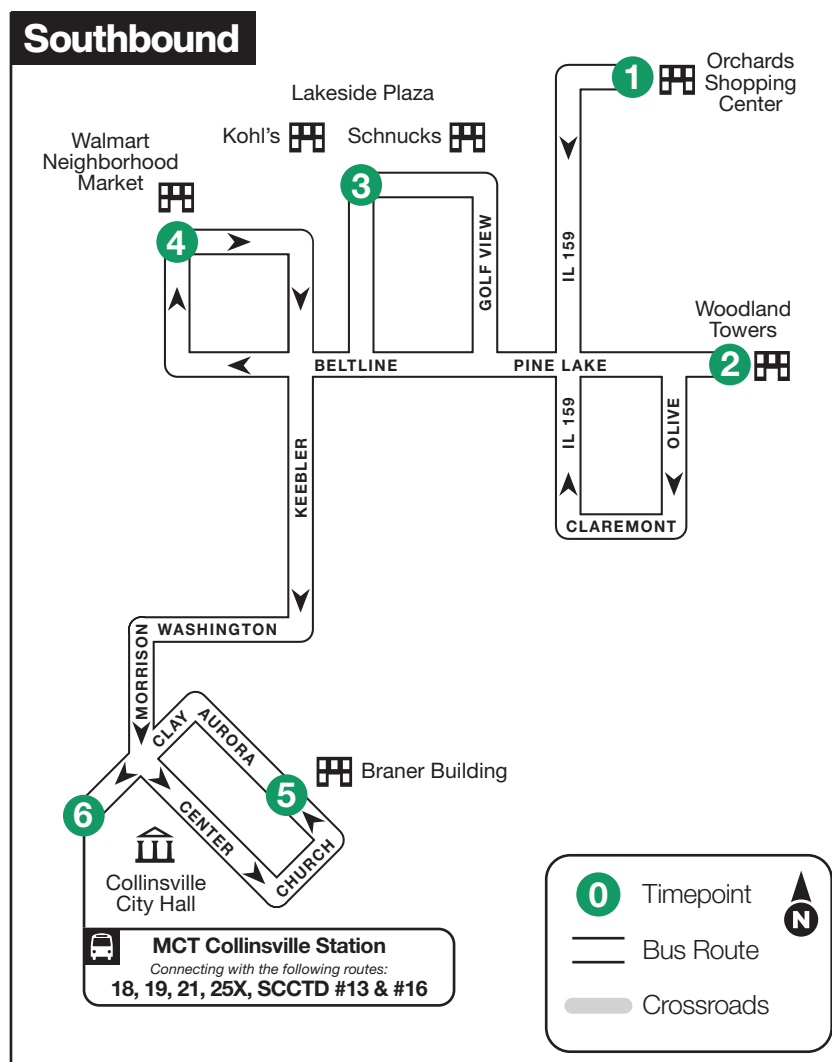 Southbound
1
Orchards
Shopping
Center
Lakeside Plaza
Kohl's
Schnucks
Walmart
Neighborhood
Market
3
4
GOLF VIEW
IL 159
Woodland
Towers
2
BELTLINE
PINE LAKE
IL 159
OLIVE
KEEBLER
CLAREMONT
WASHINGTON
MORRISON
CLAY
AURORA
5
Braner Building
6
CENTER
CHURCH
Collinsville
City Hall
MCT Collinsville Station
Connecting with the following routes:
18, 19, 21, 25X, SCCTD #13 & #16
0
Timepoint
N
Bus Route
Crossroads